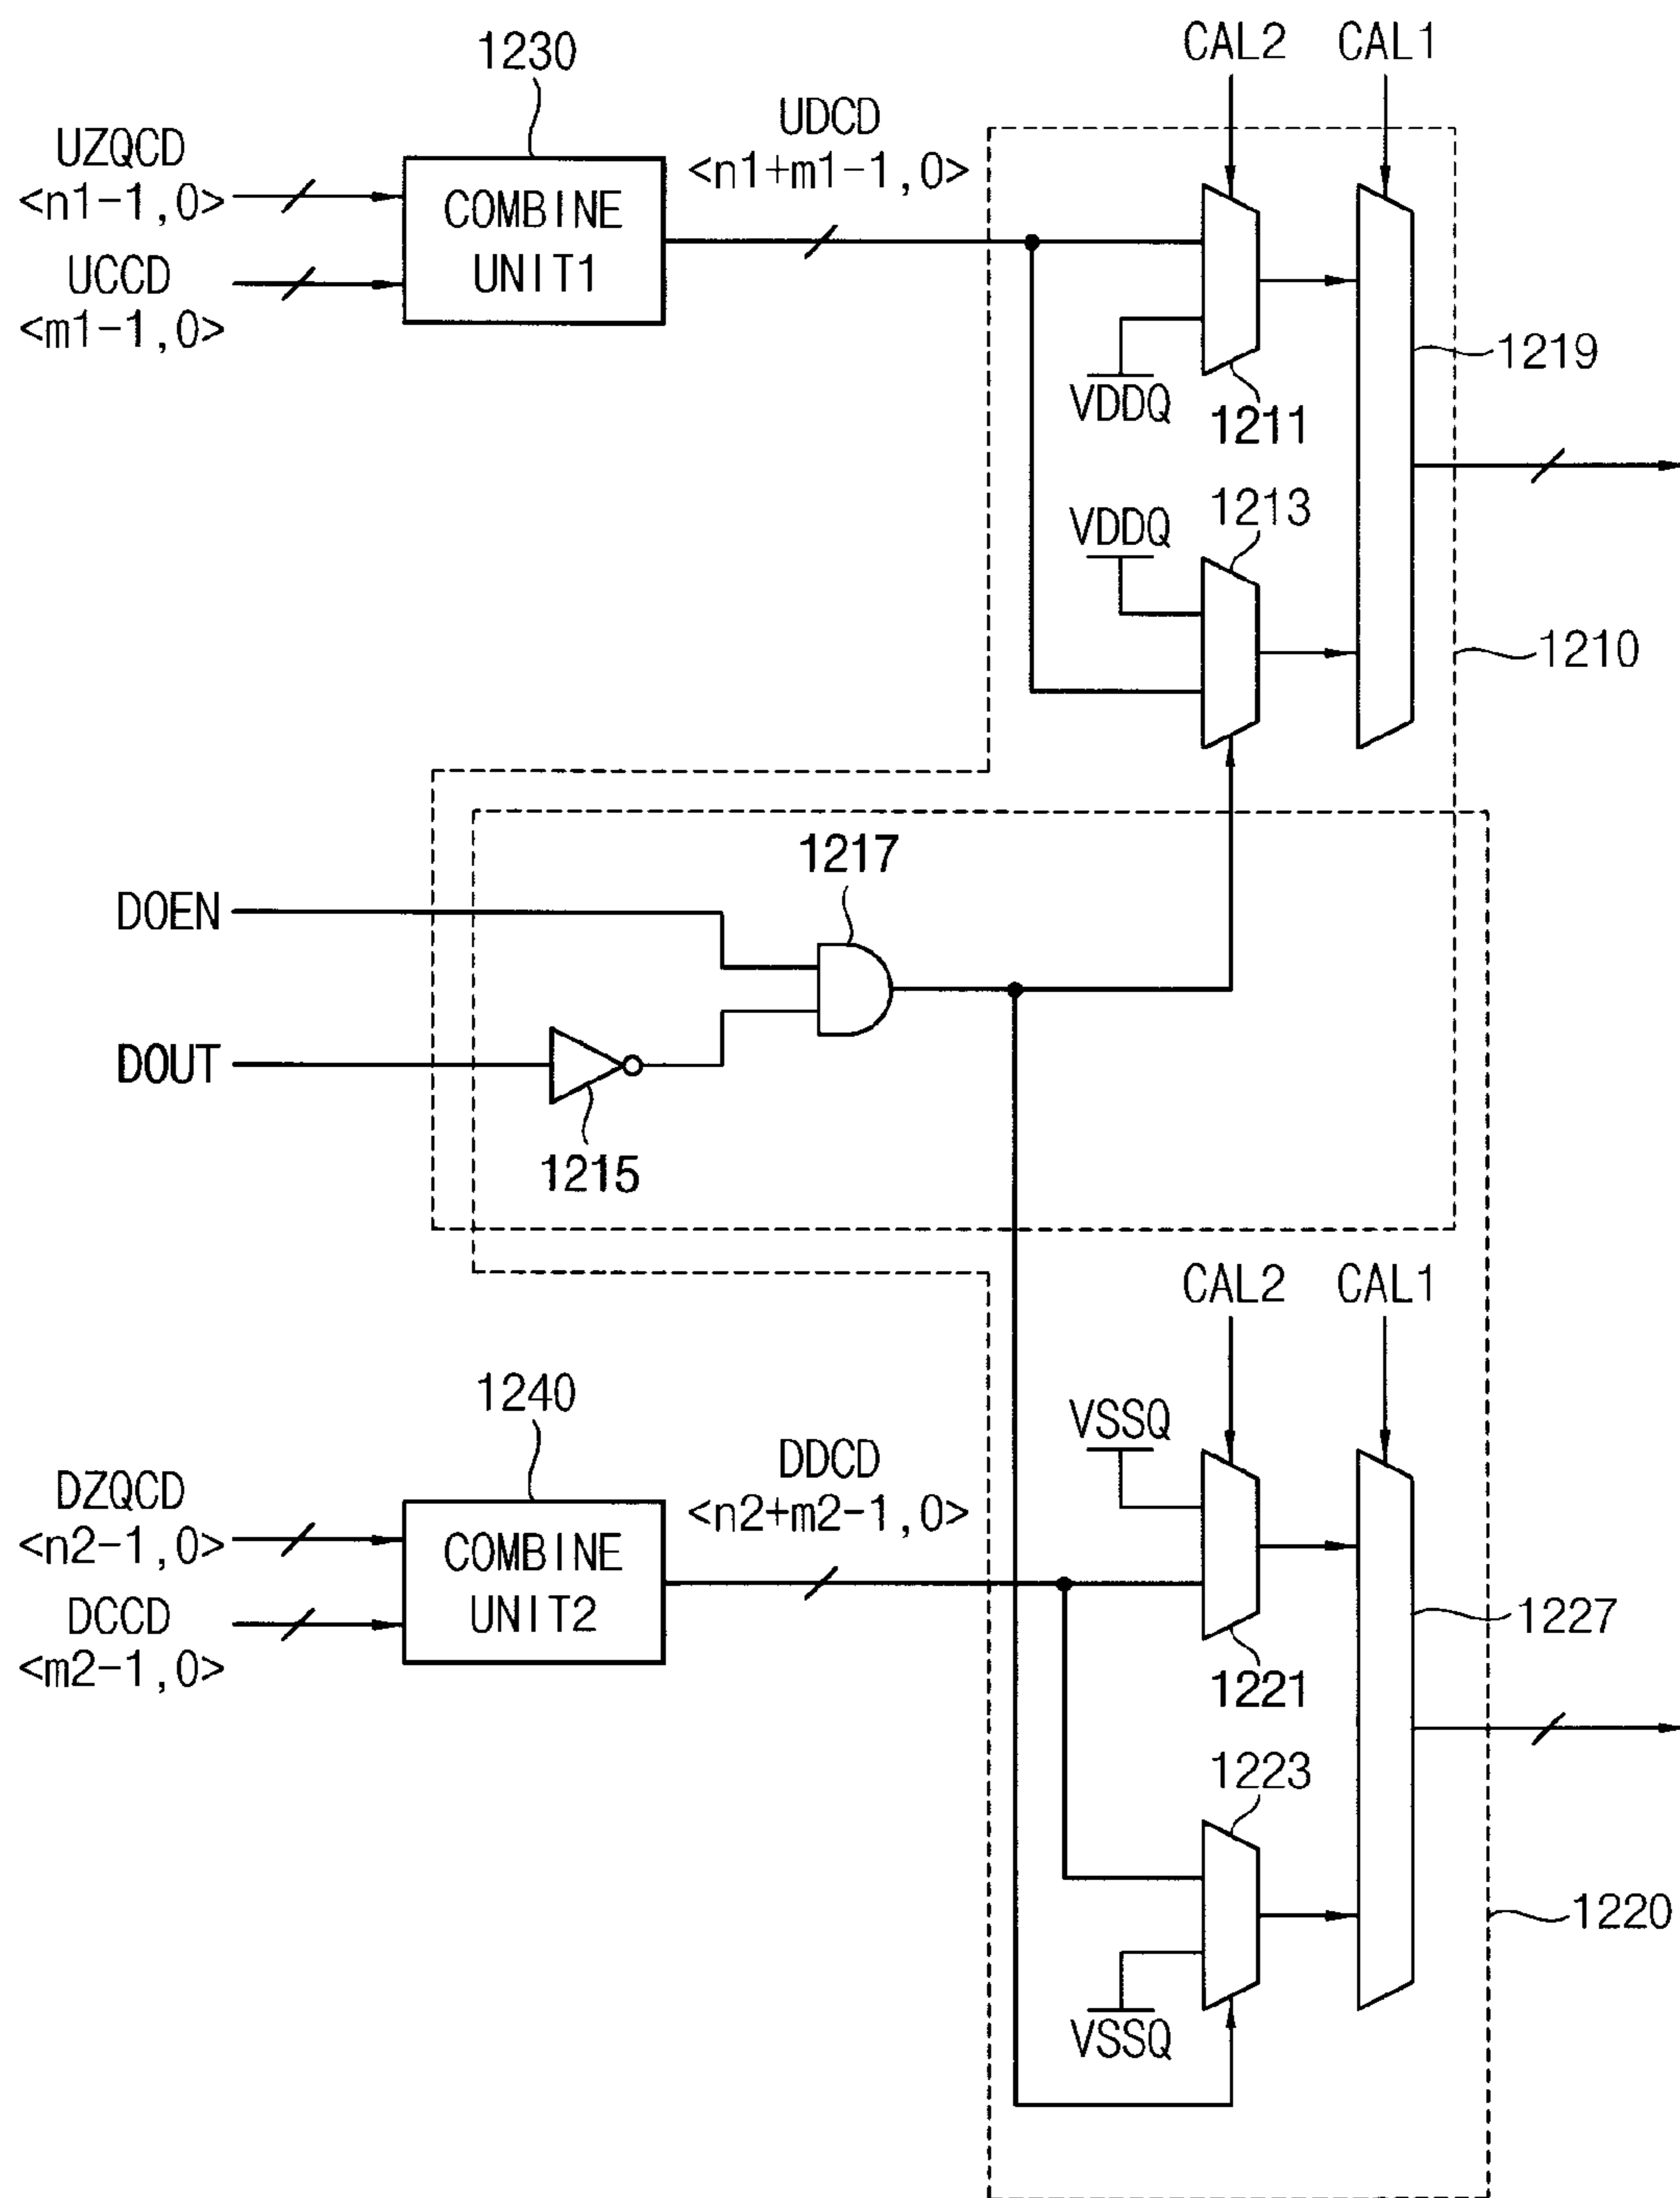 CAL2
CAL1
1230
UDCD
<n1+m1-1,0>
UZQCD
<n1-1,0>
COMBINE
UNIT1
UCCD
<m1-1,0>
1219
VDDQ
1211
1213
VDDQ
1210
1217
DOEN
DOUT
1215
CAL2
CAL1
1240
VSSQ
DDCD
<n2+m2-1,0>
DZQCD
<n2-1,0>
COMBINE
UNIT2
DCCD
<m2-1,0>
1227
1221
1223
1220
VSSQ